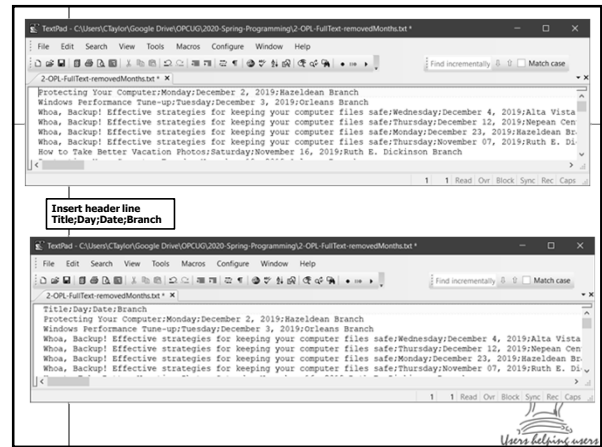 TextPad - C:\Users\CTaylor\Google Drive\OPCUG\2020-Spring-Programming\2-OPL-FullText-removedMonths.txt *
File Edit Search View Tools Macros Configure Window Help
Find incrementally Match case
2-OPL-FullText-removedMonths.txt *
Protecting Your Computer;Monday;December 2, 2019;Hazeldean Branch
Windows Performance Tune-up;Tuesday;December 3, 2019;Orleans Branch
Whoa, Backup! Effective strategies for keeping your computer files safe;Wednesday;December 4, 2019;Alta Vista
Whoa, Backup! Effective strategies for keeping your computer files safe;Thursday;December 12, 2019;Nepean Cen
Whoa, Backup! Effective strategies for keeping your computer files safe;Monday;December 23, 2019;Hazeldean Br
Whoa, Backup! Effective strategies for keeping your computer files safe;Thursday;November 07, 2019;Ruth E. Di
How to Take Better Vacation Photos;Saturday;November 16, 2019;Ruth E. Dickinson Branch
1 1 Read Ovr Block Sync Rec Caps
Insert header line
Title;Day;Date;Branch
TextPad - C:\Users\CTaylor\Google Drive\OPCUG\2020-Spring-Programming\2-OPL-FullText-removedMonths.txt *
File Edit Search View Tools Macros Configure Window Help
Find incrementally Match case
2-OPL-FullText-removedMonths.txt *
Title;Day;Date;Branch
Protecting Your Computer;Monday;December 2, 2019;Hazeldean Branch
Windows Performance Tune-up;Tuesday;December 3, 2019;Orleans Branch
Whoa, Backup! Effective strategies for keeping your computer files safe;Wednesday;December 4, 2019;Alta Vista
Whoa, Backup! Effective strategies for keeping your computer files safe;Thursday;December 12, 2019;Nepean Cen
Whoa, Backup! Effective strategies for keeping your computer files safe;Monday;December 23, 2019;Hazeldean Br
Whoa, Backup! Effective strategies for keeping your computer files safe;Thursday;November 07, 2019;Ruth E. Di
1 1 Read Ovr Block Sync Rec Caps
Users helping users